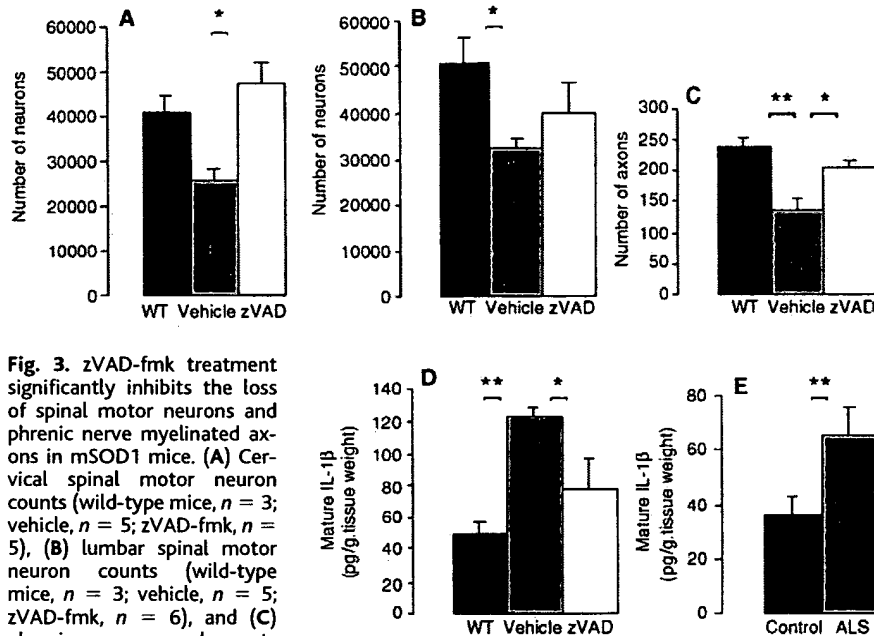 A
*
60000
50000
40000
30000
20000
10000
0
Number of neurons
WT Vehicle zVAD
B
*
60000
50000
40000
30000
20000
10000
0
Number of neurons
WT Vehicle zVAD
C
** *
300
250
200
150
100
50
0
Number of axons
WT Vehicle zVAD
Fig. 3. zVAD-fmk treatment
significantly inhibits the loss
of spinal motor neurons and
phrenic nerve myelinated ax-
ons in mSOD1 mice. (A) Cer-
vical spinal motor neuron
counts (wild-type mice, n = 3;
vehicle, n = 5; zVAD-fmk, n =
5), (B) lumbar spinal motor
neuron counts (wild-type
mice, n = 3; vehicle, n = 5;
zVAD-fmk, n = 6), and (C)
D
** *
140
120
100
80
60
40
20
0
Mature IL-1β
(pg/g.tissue weight)
WT Vehicle zVAD
E
**
80
60
40
20
0
Mature IL-1β
(pg/g.tissue weight)
Control ALS